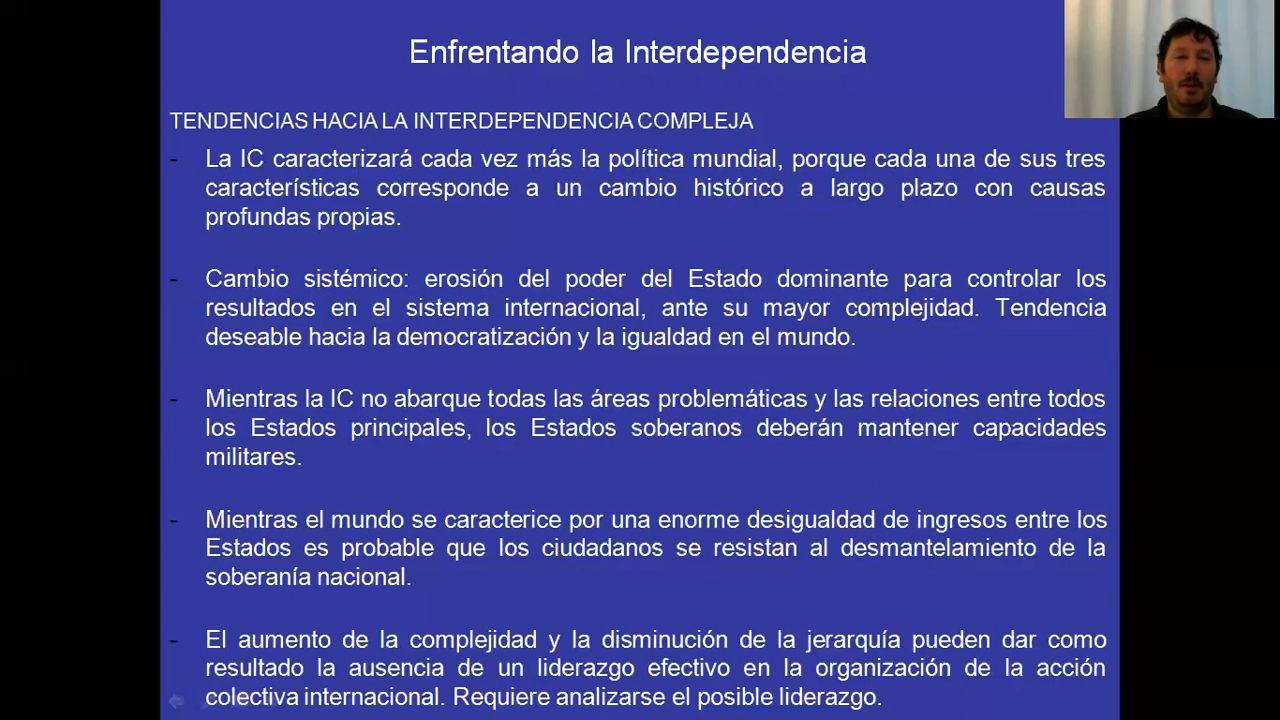 Enfrentando la Interdependencia
TENDENCIAS HACIA LA INTERDEPENDENCIA COMPLEJA
- La IC caracterizará cada vez más la política mundial, porque cada una de sus tres
características corresponde a un cambio histórico a largo plazo con causas
profundas propias.
- Cambio sistémico: erosión del poder del Estado dominante para controlar los
resultados en el sistema internacional, ante su mayor complejidad. Tendencia
deseable hacia la democratización y la igualdad en el mundo.
- Mientras la IC no abarque todas las áreas problemáticas y las relaciones entre todos
los Estados principales, los Estados soberanos deberán mantener capacidades
militares.
- Mientras el mundo se caracterice por una enorme desigualdad de ingresos entre los
Estados es probable que los ciudadanos se resistan al desmantelamiento de la
soberanía nacional.
- El aumento de la complejidad y la disminución de la jerarquía pueden dar como
resultado la ausencia de un liderazgo efectivo en la organización de la acción
colectiva internacional. Requiere analizarse el posible liderazgo.